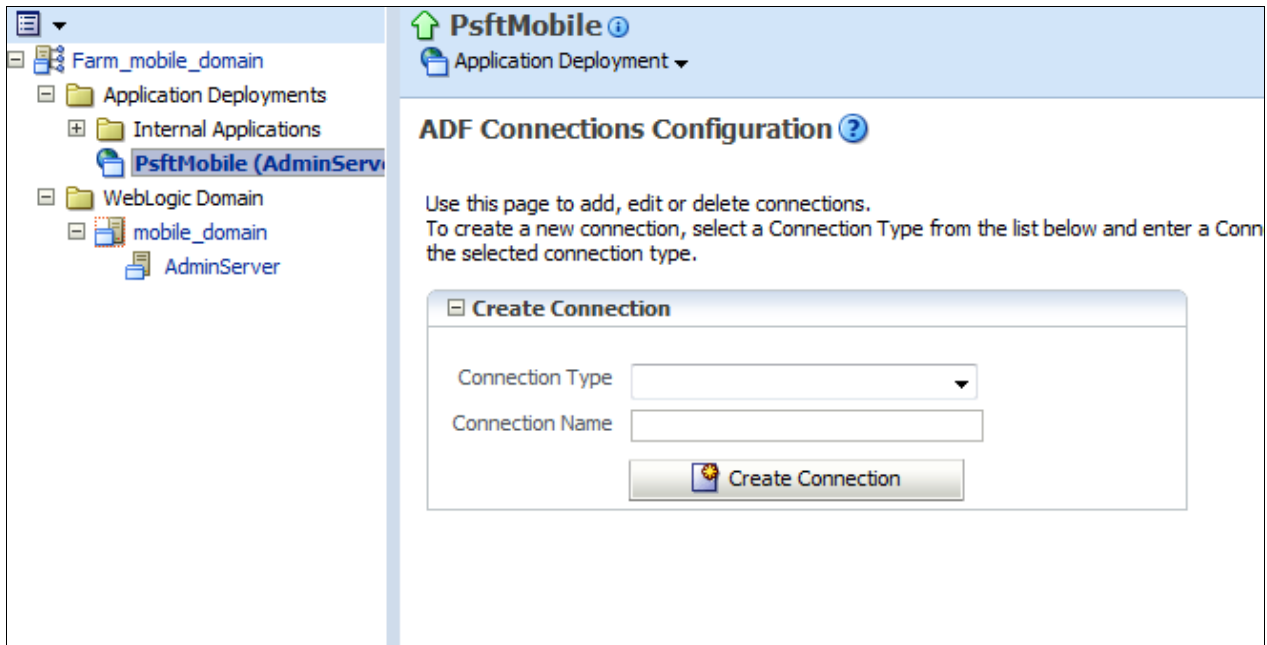 Farm_mobile_domain
Application Deployments
Internal Applications
PsftMobile (AdminServe
WebLogic Domain
mobile_domain
AdminServer
PsftMobile
Application Deployment
ADF Connections Configuration
Use this page to add, edit or delete connections.
To create a new connection, select a Connection Type from the list below and enter a Conn
the selected connection type.
Create Connection
Connection Type
Connection Name
Create Connection